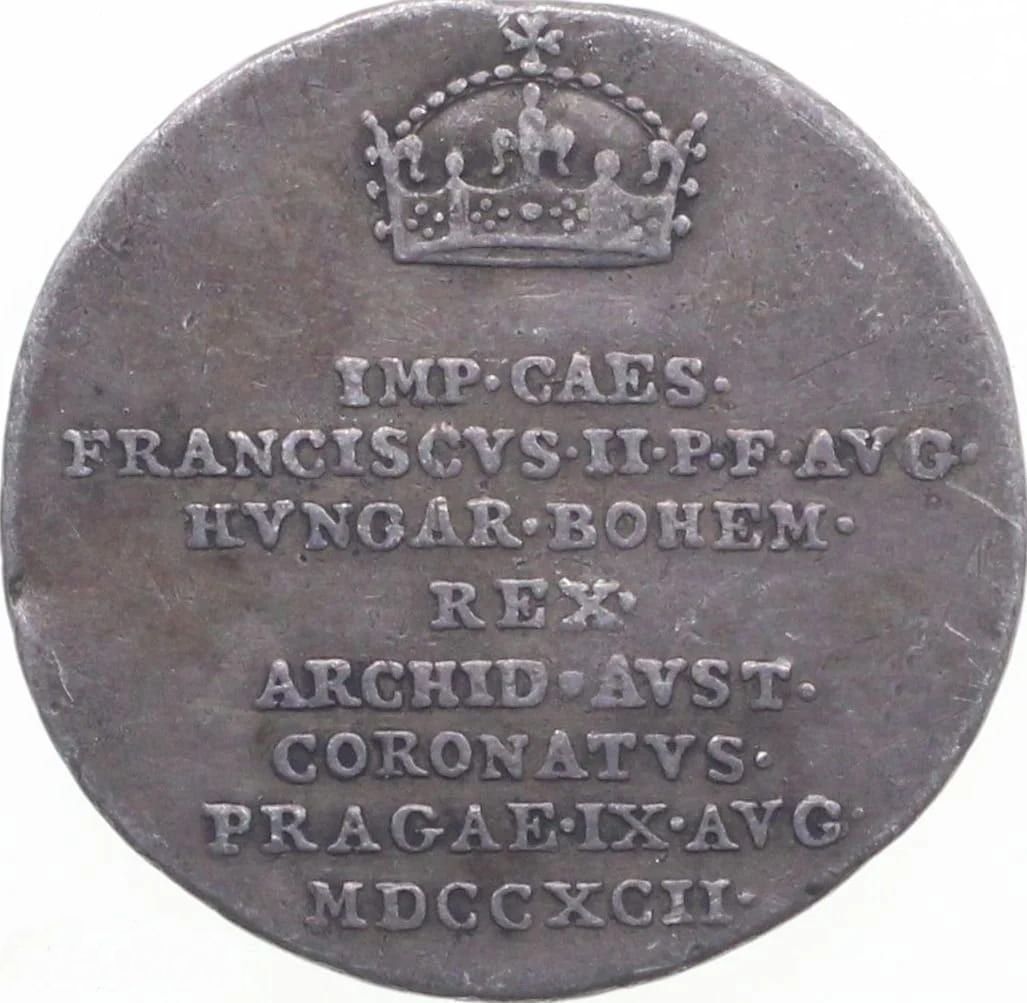 IMP·CAES·
FRANCISCVS·II·P·F·AVG·
HVNGAR·BOHEM·
REX·
ARCHID·AVST·
CORONATVS·
PRAGAE·IX·AVG
MDCCXCII·